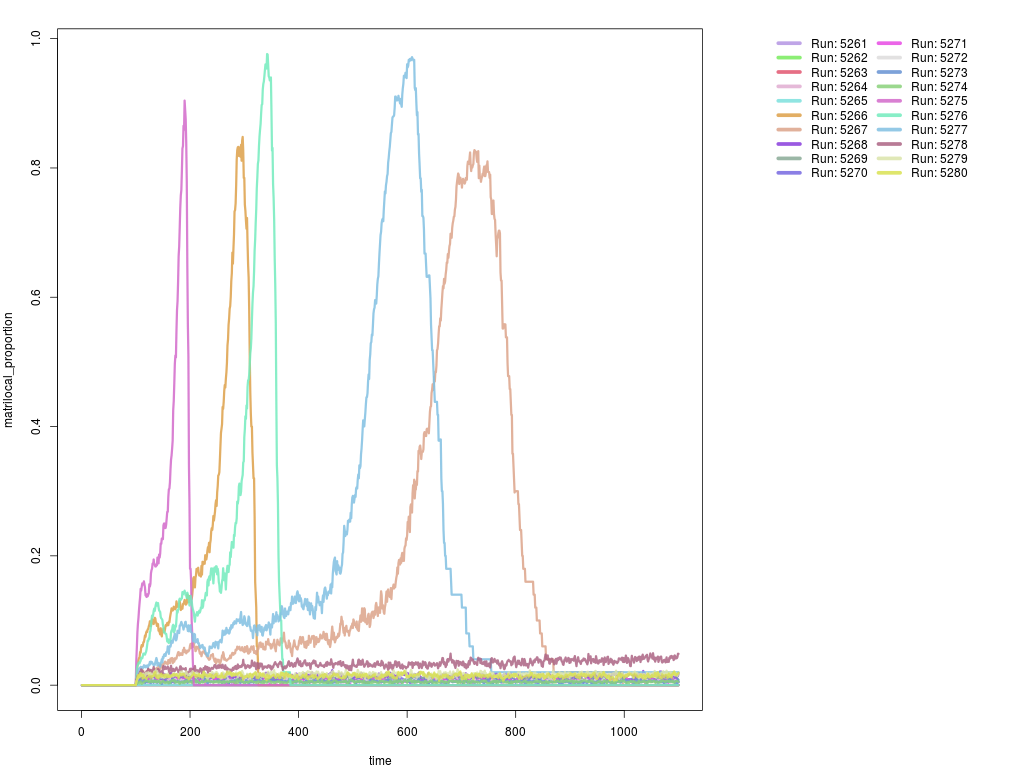 1.0
0.8
0.6
0.4
0.2
0.0
matrilocal_proportion
0
200
400
600
800
1000
time
Run: 5261
Run: 5262
Run: 5263
Run: 5264
Run: 5265
Run: 5266
Run: 5267
Run: 5268
Run: 5269
Run: 5270
Run: 5271
Run: 5272
Run: 5273
Run: 5274
Run: 5275
Run: 5276
Run: 5277
Run: 5278
Run: 5279
Run: 5280